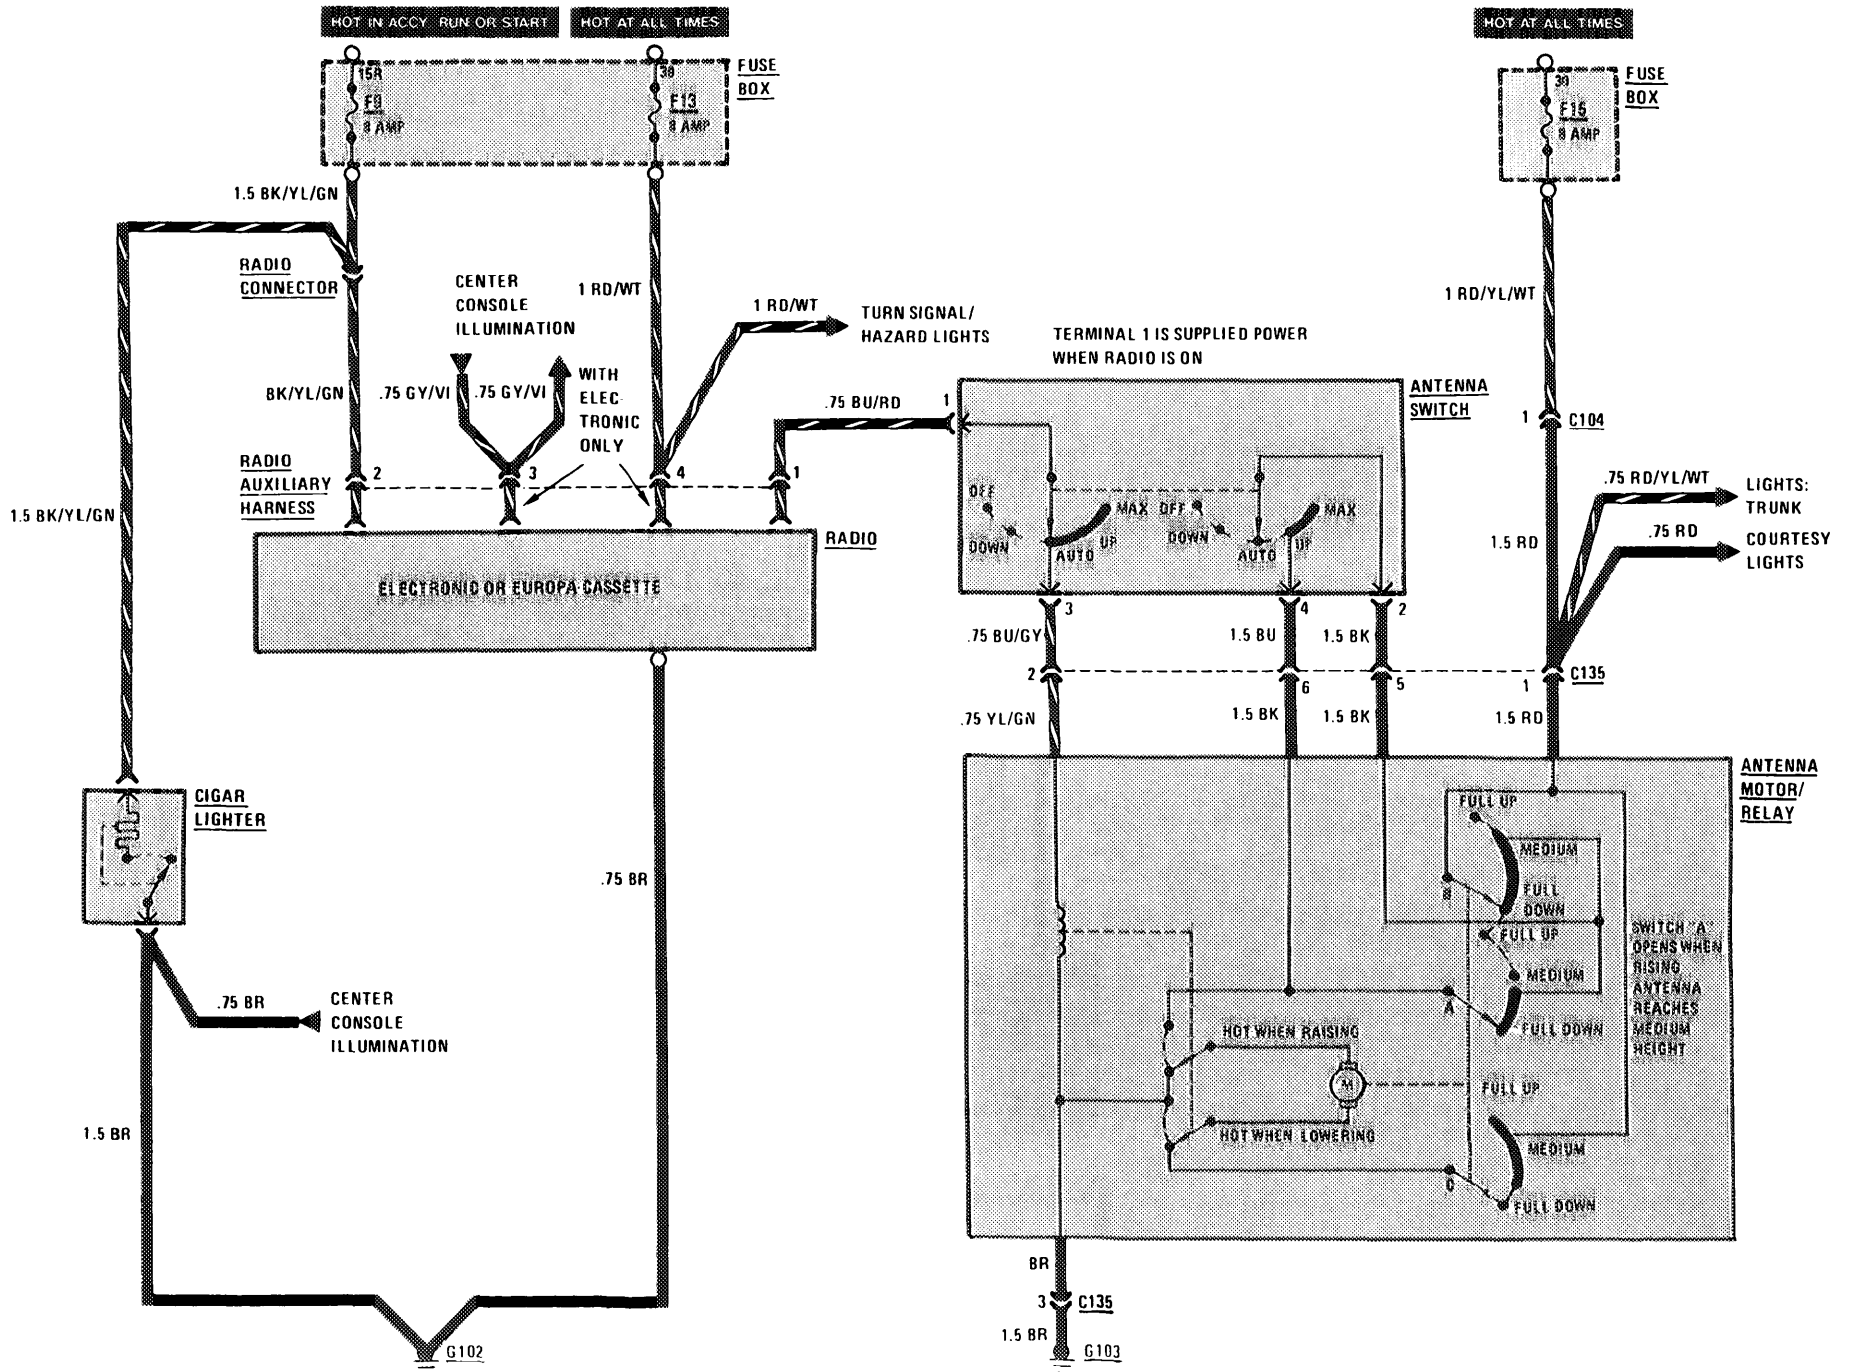 HOT IN ACCY RUN OR START
HOT AT ALL TIMES
HOT AT ALL TIMES
15R
30
FUSE
BOX
F9
8 AMP
F13
8 AMP
30
F15
8 AMP
FUSE
BOX
1.5 BK/YL/GN
RADIO
CONNECTOR
CENTER
CONSOLE
ILLUMINATION
1 RD/WT
1 RD/WT
TURN SIGNAL/
HAZARD LIGHTS
1 RD/YL/WT
TERMINAL 1 IS SUPPLIED POWER
WHEN RADIO IS ON
BK/YL/GN
.75 GY/VI
.75 GY/VI
WITH
ELEC-
TRONIC
ONLY
.75 BU/RD
1
ANTENNA
SWITCH
1
C104
RADIO
AUXILIARY
HARNESS
2
3
4
1
1.5 BK/YL/GN
RADIO
ELECTRONIC OR EUROPA CASSETTE
OFF
DOWN
AUTO
UP
MAX
OFF
DOWN
AUTO
UP
MAX
.75 RD/YL/WT
LIGHTS:
TRUNK
1.5 RD
.75 RD
COURTESY
LIGHTS
3
4
2
.75 BU/GY
1.5 BU
1.5 BK
2
6
5
1
C135
.75 YL/GN
1.5 BK
1.5 BK
1.5 RD
ANTENNA
MOTOR/
RELAY
CIGAR
LIGHTER
.75 BR
FULL UP
MEDIUM
B
FULL
DOWN
FULL UP
MEDIUM
A
FULL DOWN
SWITCH "A"
OPENS WHEN
RISING
ANTENNA
REACHES
MEDIUM
HEIGHT
.75 BR
CENTER
CONSOLE
ILLUMINATION
HOT WHEN RAISING
M
FULL UP
HOT WHEN LOWERING
MEDIUM
C
FULL DOWN
1.5 BR
BR
3
C135
1.5 BR
G102
G103